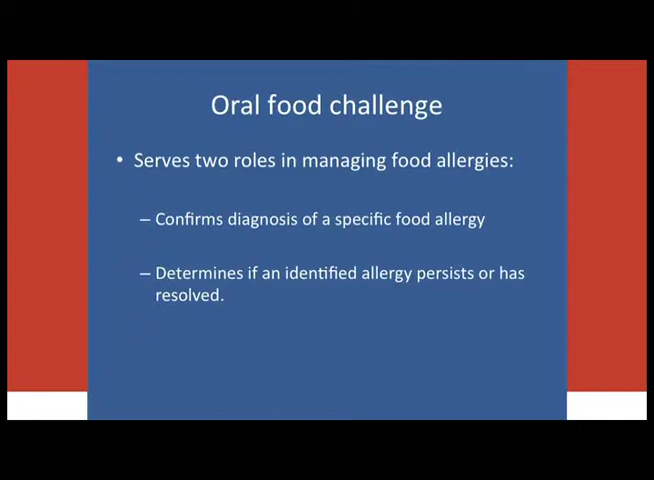 Oral food challenge
• Serves two roles in managing food allergies:
– Confirms diagnosis of a specific food allergy
– Determines if an identified allergy persists or has
resolved.